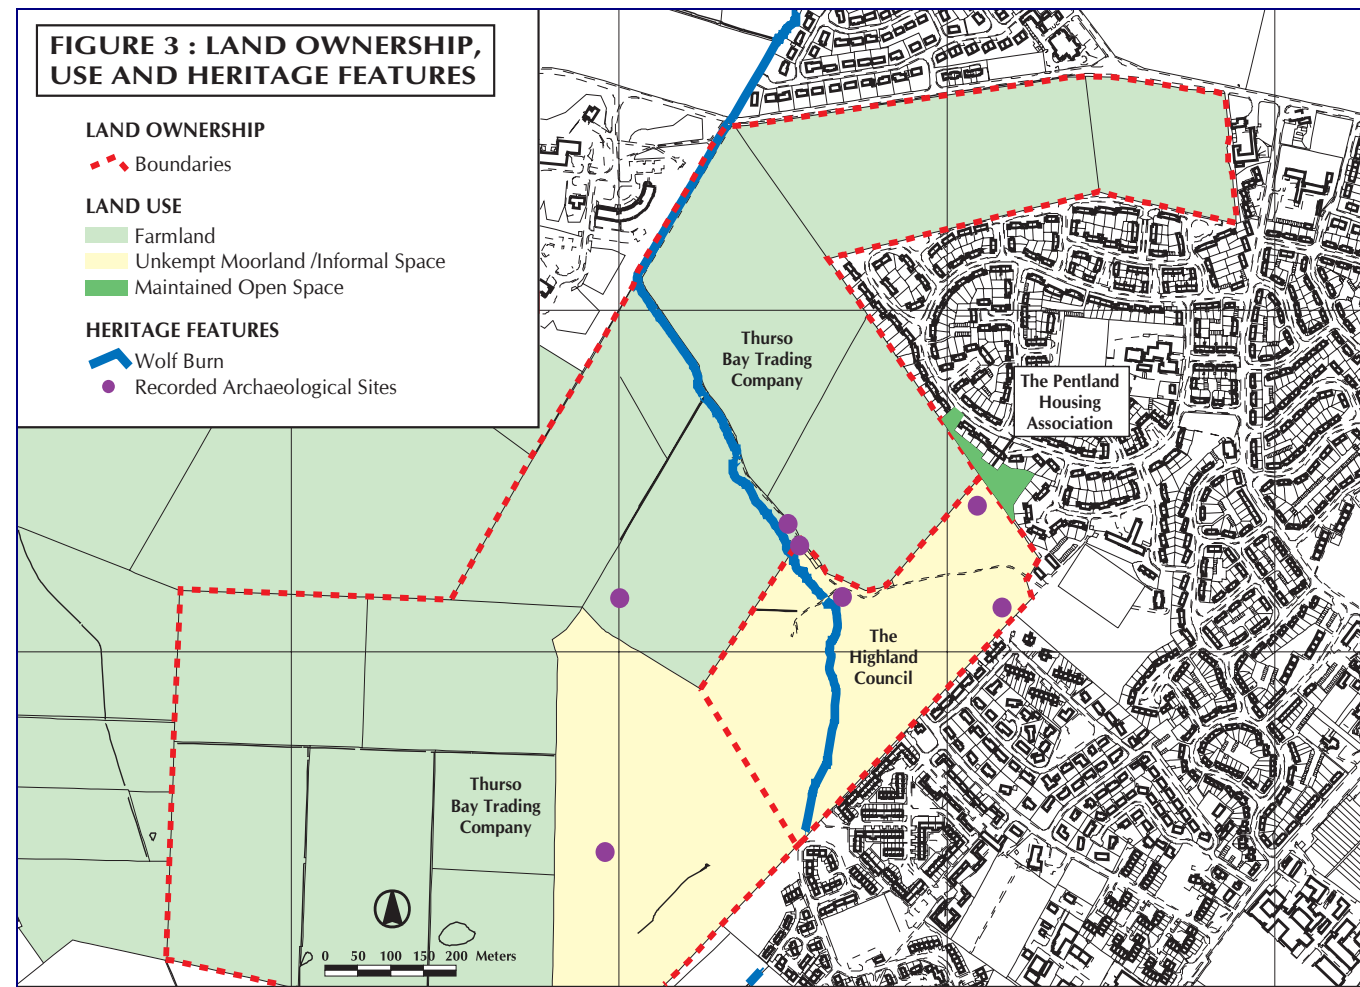 FIGURE 3 : LAND OWNERSHIP,
USE AND HERITAGE FEATURES
LAND OWNERSHIP
Boundaries
LAND USE
Farmland
Unkempt Moorland /Informal Space
Maintained Open Space
HERITAGE FEATURES
Wolf Burn
Recorded Archaeological Sites
Thurso
Bay Trading
Company
The Pentland
Housing
Association
The
Highland
Council
Thurso
Bay Trading
Company
0 50 100 150 200 Meters